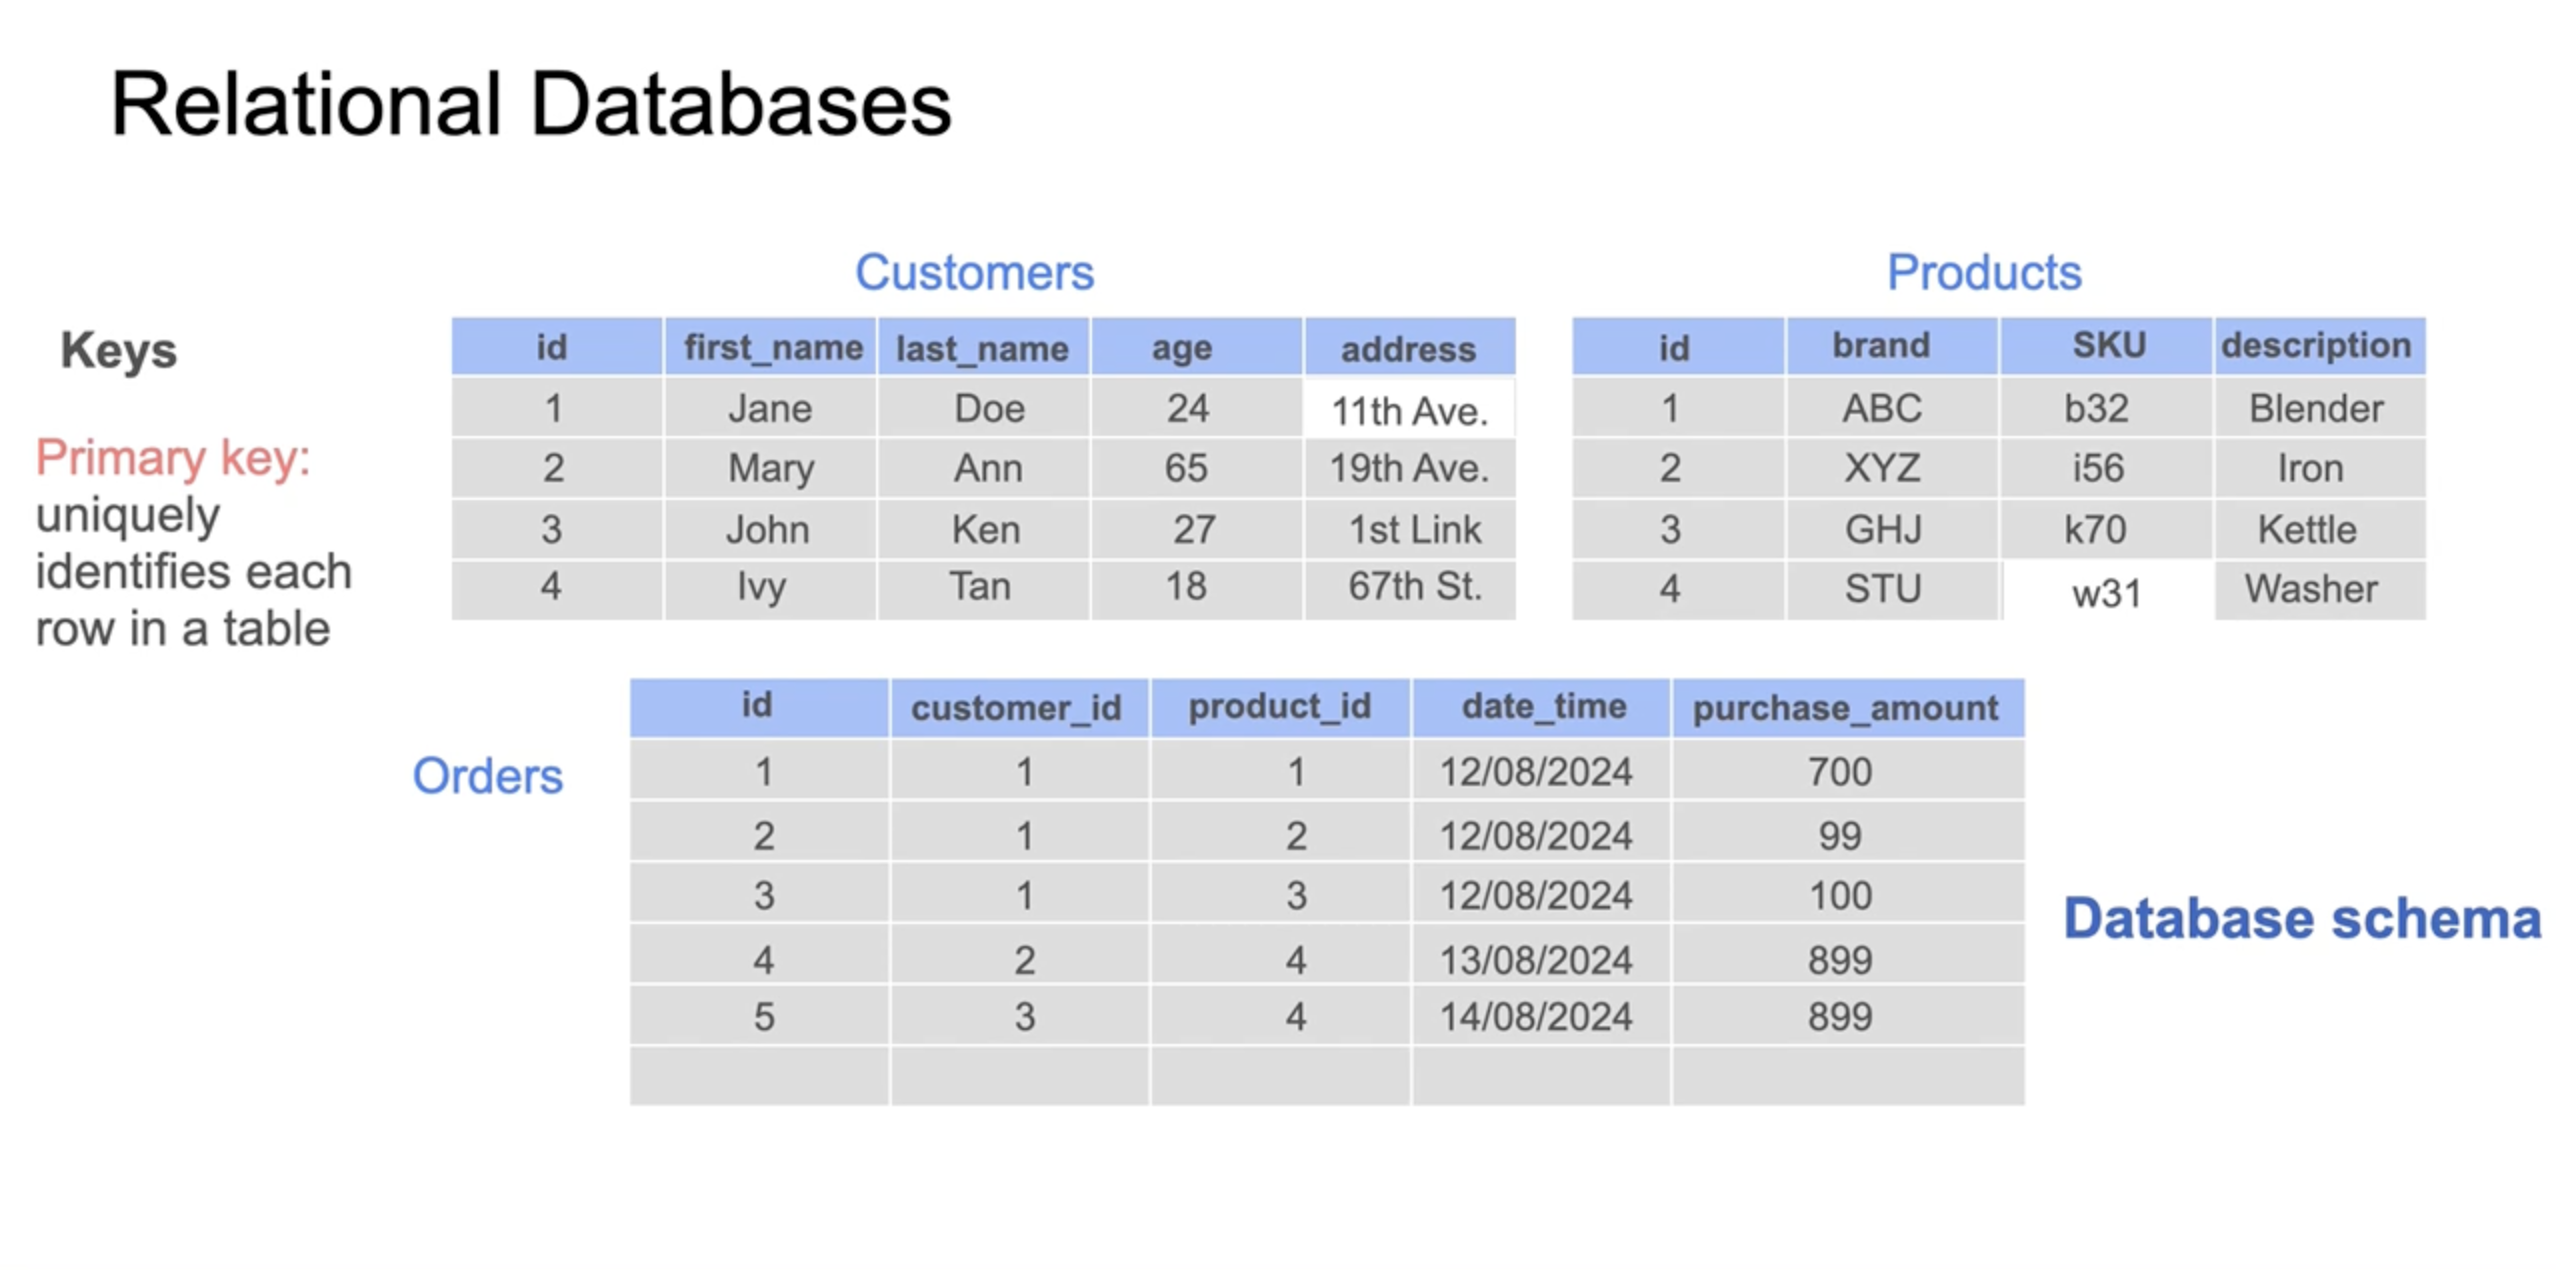 Relational Databases
Keys
Primary key:
uniquely
identifies each
row in a table
Customers
id first_name last_name age address
1 Jane Doe 24 11th Ave.
2 Mary Ann 65 19th Ave.
3 John Ken 27 1st Link
4 Ivy Tan 18 67th St.
Products
id brand SKU description
1 ABC b32 Blender
2 XYZ i56 Iron
3 GHJ k70 Kettle
4 STU w31 Washer
Orders
id customer_id product_id date_time purchase_amount
1 1 1 12/08/2024 700
2 1 2 12/08/2024 99
3 1 3 12/08/2024 100
4 2 4 13/08/2024 899
5 3 4 14/08/2024 899
Database schema